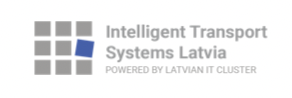 Intelligent Transport
Systems Latvia
POWERED BY LATVIAN IT CLUSTER